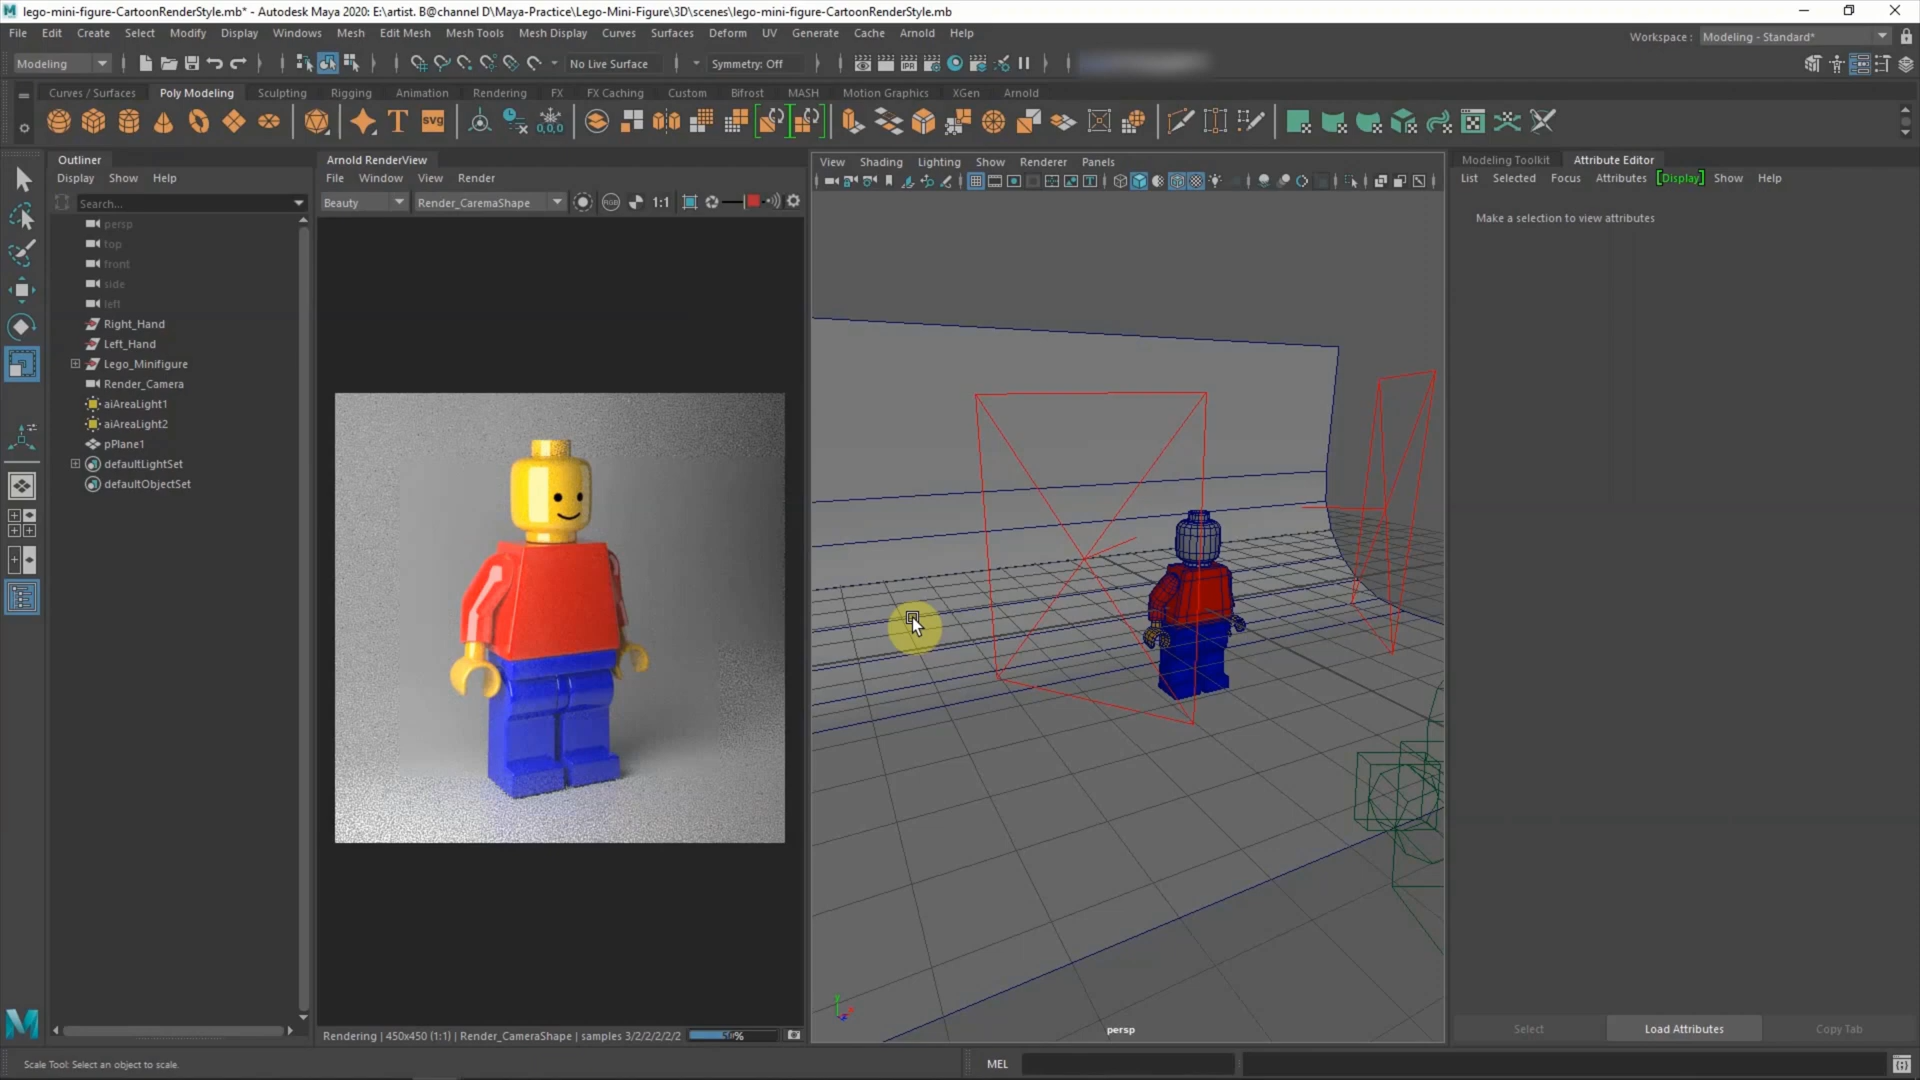 lego-mini-figure-CartoonRenderStyle.mb* - Autodesk Maya 2020: E:\artist. B@channel D\Maya-Practice\Lego-Mini-Figure\3D\scenes\lego-mini-figure-CartoonRenderStyle.mb
File Edit Create Select Modify Display Windows Mesh Edit Mesh Mesh Tools Mesh Display Curves Surfaces Deform UV Generate Cache Arnold Help
Workspace : Modeling - Standard*
Modeling No Live Surface Symmetry: Off IPR
Curves / Surfaces Poly Modeling Sculpting Rigging Animation Rendering FX FX Caching Custom Bifrost MASH Motion Graphics XGen Arnold
T svg 0,0,0
Outliner
Display Show Help
Search...
persp
top
front
side
left
Right_Hand
Left_Hand
Lego_Minifigure
Render_Camera
aiAreaLight1
aiAreaLight2
pPlane1
defaultLightSet
defaultObjectSet
Arnold RenderView
File Window View Render
Beauty Render_CaremaShape RGB 1:1
Rendering | 450x450 (1:1) | Render_CameraShape | samples 3/2/2/2/2/2
View Shading Lighting Show Renderer Panels
persp
Modeling Toolkit Attribute Editor
List Selected Focus Attributes [Display] Show Help
Make a selection to view attributes
Select Load Attributes Copy Tab
Scale Tool: Select an object to scale.
MEL